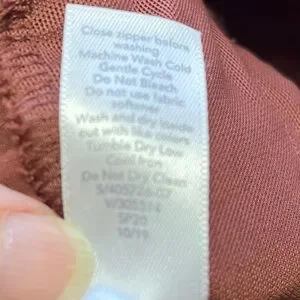 Close zipper before
washing
Machine Wash Cold
Gentle Cycle
Do Not Bleach
Do not use fabric
softener
Wash and dry inside
out with like colors
Tumble Dry Low
Cool Iron
Do Not Dry Clean
SP20
10/19